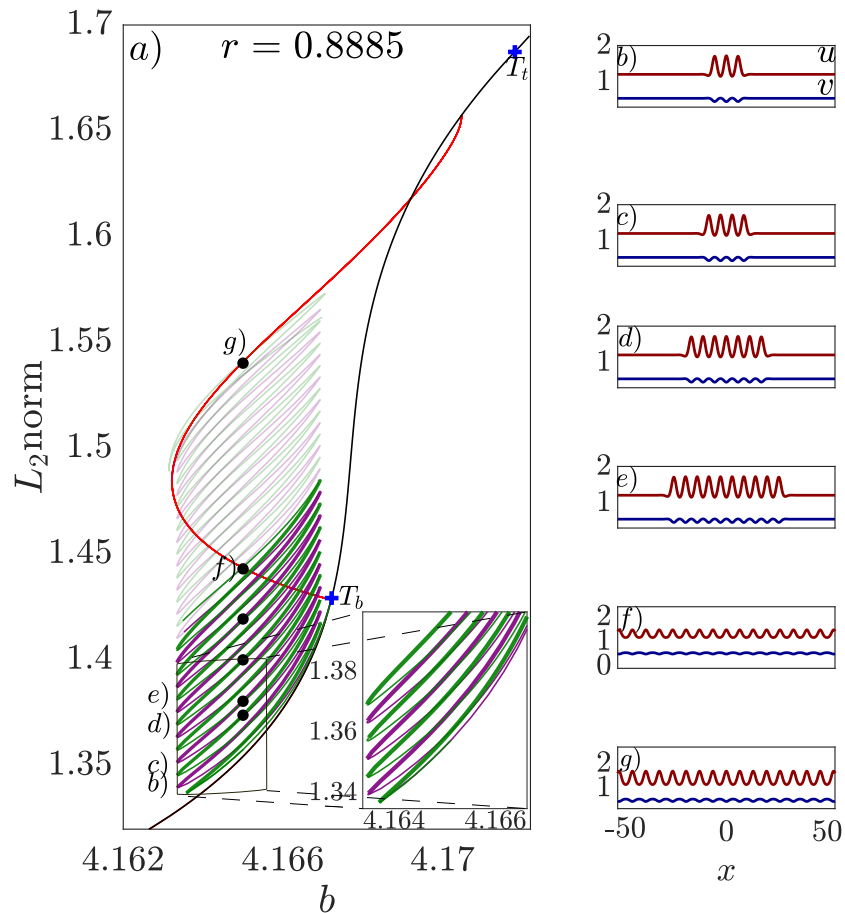 a) r = 0.8885
1.7
1.65
1.6
1.55
1.5
1.45
1.4
1.35
L₂norm
T_t
g)
f)
T_b
e)
d)
c)
b)
1.38
1.36
1.34
4.164 4.166
4.162 4.166 4.17
b
b) u
v
2
1
c)
2
1
d)
2
1
e)
2
1
f)
2
1
0
g)
2
1
-50 0 50
x